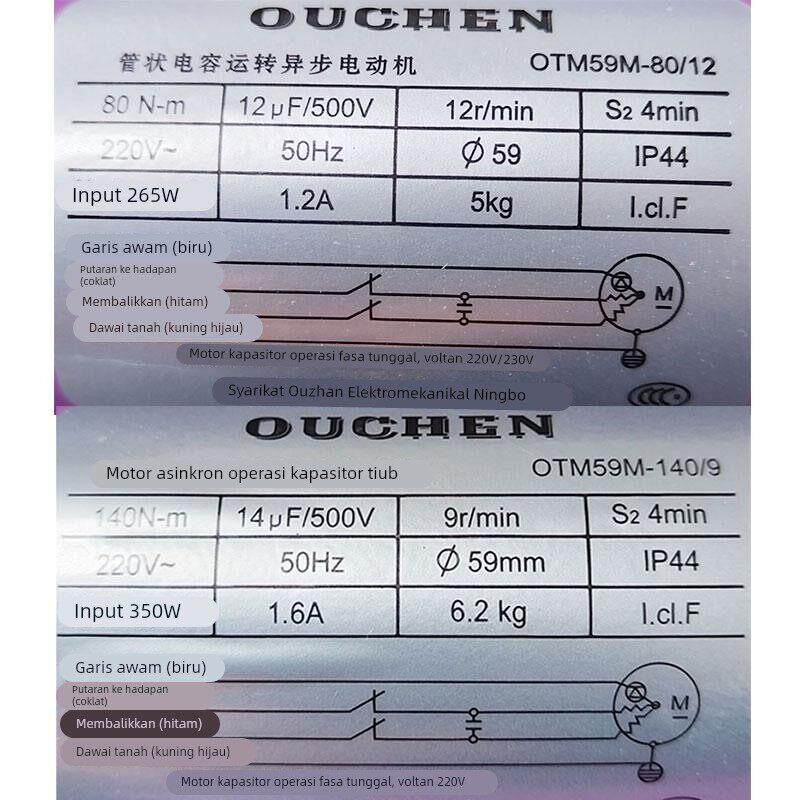 OUCHEN
管状电容运转异步电动机 OTM59M-80/12
80 N-m 12μF/500V 12r/min S2 4min
220V~ 50Hz Ø 59 IP44
Input 265W 1.2A 5kg I.cl.F
Garis awam (biru)
Putaran ke hadapan
(coklat)
Membalikkan (hitam)
M
Dawai tanah (kuning hijau)
Motor kapasitor operasi fasa tunggal, voltan 220V/230V
Syarikat Ouzhan Elektromekanikal Ningbo
OUCHEN
Motor asinkron operasi kapasitor tiub OTM59M-140/9
140N-m 14μF/500V 9r/min S2 4min
220V~ 50Hz Ø 59mm IP44
Input 350W 1.6A 6.2 kg I.cl.F
Garis awam (biru)
Putaran ke hadapan
(coklat)
Membalikkan (hitam)
M
Dawai tanah (kuning hijau)
Motor kapasitor operasi fasa tunggal, voltan 220V